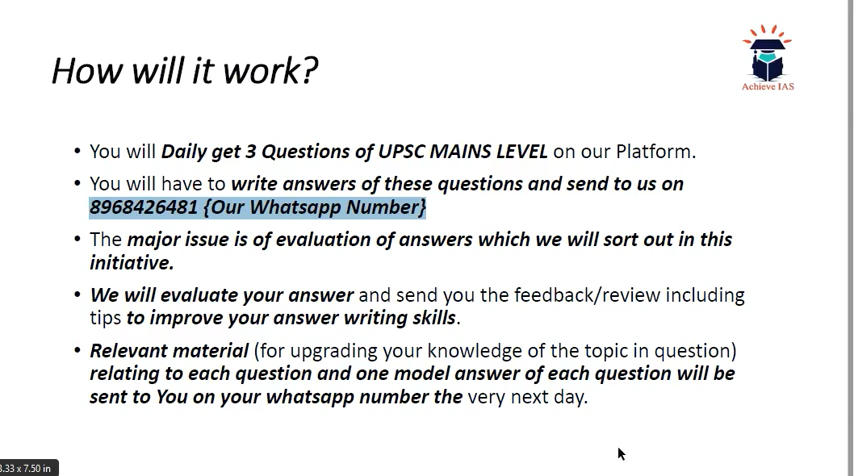 How will it work?
Achieve IAS
• You will Daily get 3 Questions of UPSC MAINS LEVEL on our Platform.
• You will have to write answers of these questions and send to us on
8968426481 {Our Whatsapp Number}
• The major issue is of evaluation of answers which we will sort out in this
initiative.
• We will evaluate your answer and send you the feedback/review including
tips to improve your answer writing skills.
• Relevant material (for upgrading your knowledge of the topic in question)
relating to each question and one model answer of each question will be
sent to You on your whatsapp number the very next day.
3.33 x 7.50 in